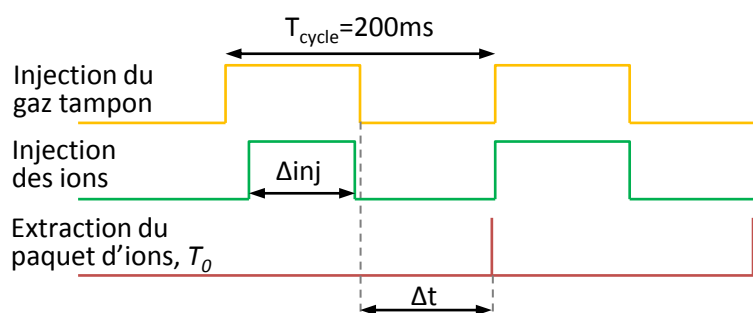 T_cycle=200ms
Injection du
gaz tampon
Injection
des ions
Δinj
Extraction du
paquet d'ions, T_0
Δt